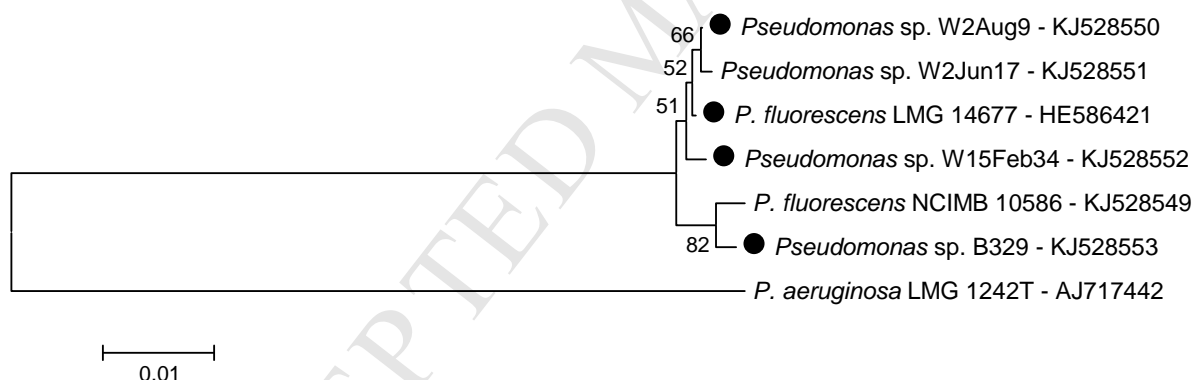 66
Pseudomonas sp. W2Aug9 - KJ528550
52
Pseudomonas sp. W2Jun17 - KJ528551
51
P. fluorescens LMG 14677 - HE586421
Pseudomonas sp. W15Feb34 - KJ528552
P. fluorescens NCIMB 10586 - KJ528549
82
Pseudomonas sp. B329 - KJ528553
P. aeruginosa LMG 1242T - AJ717442
0.01
PTED M